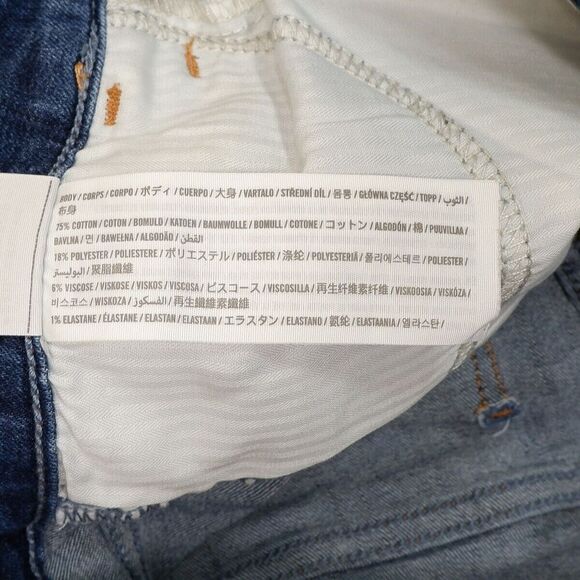 BODY / CORPS / CORPO / ボディ / CUERPO / 大身 / VARTALO / STŘEDNÍ DÍL / 몸통 / GŁÓWNA CZĘŚĆ / TOPP / الثوب /
布身
75% COTTON / COTON / BOMULD / KATOEN / BAUMWOLLE / BOMULL / COTONE / コットン / ALGODÓN / 棉 / PUUVILLAA /
BAVLNA / 면 / BAWEŁNA / ALGODÃO / القطن
18% POLYESTER / POLIESTERE / ポリエステル / POLIÉSTER / 涤纶 / POLYESTERIÄ / 폴리에스테르 / POLIESTER /
البوليستر / 聚脂纖維
6% VISCOSE / VISKOSE / VISKOS / VISCOSA / ビスコース / VISCOSILLA / 再生纤维素纤维 / VISKOOSIA / VISKÓZA /
비스코스 / WISKOZA / الفسكوز / 再生纖維素纖維
1% ELASTANE / ÉLASTANE / ELASTAN / ELASTAAN / エラスタン / ELASTANO / 氨纶 / ELASTAANIA / 엘라스탄 /